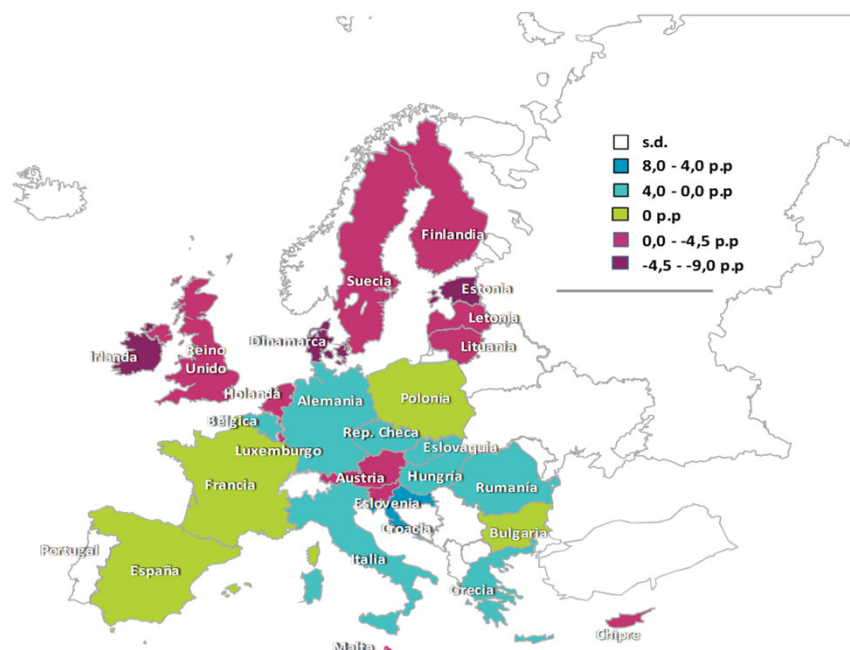 s.d.
8,0 - 4,0 p.p
4,0 - 0,0 p.p
0 p.p
0,0 - -4,5 p.p
-4,5 - -9,0 p.p
Finlandia
Suecia
Estonia
Letonia
Lituania
Dinamarca
Irlanda
Reino
Unido
Holanda
Alemania
Polonia
Bélgica
Rep. Checa
Luxemburgo
Eslovaquia
Francia
Austria
Hungría
Rumanía
Eslovenia
Croacia
Bulgaria
Portugal
España
Italia
Grecia
Chipre
Malta